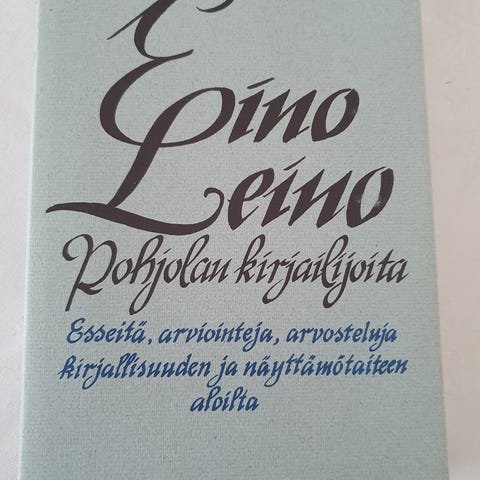 Eino
Leino
Pohjolan kirjailijoita
Esseitä, arviointeja, arvosteluja
kirjallisuuden ja näyttämötaiteen
aloilta